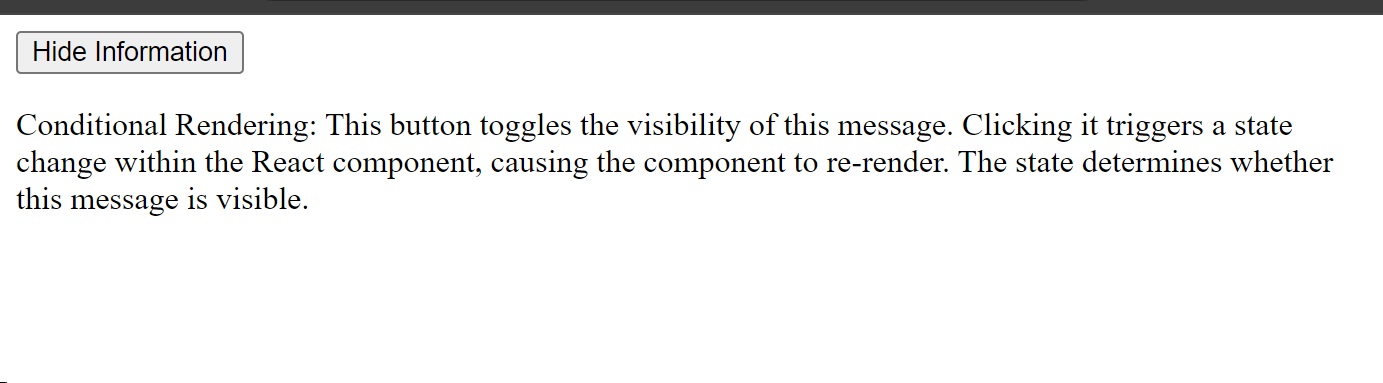 Hide Information
Conditional Rendering: This button toggles the visibility of this message. Clicking it triggers a state
change within the React component, causing the component to re-render. The state determines whether
this message is visible.